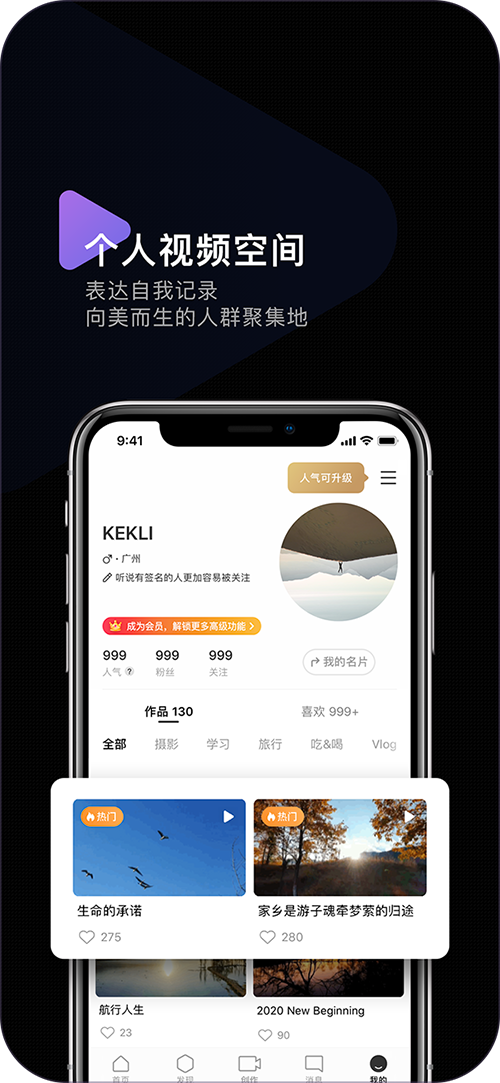 个人视频空间
表达自我记录
向美而生的人群聚集地
9:41
人气可升级
KEKLI
♂ · 广州
听说有签名的人更加容易被关注
成为会员，解锁更多高级功能 >
999 999 999
人气 ? 粉丝 关注
我的名片
作品 130 喜欢 999+
全部 摄影 学习 旅行 吃&喝 Vlog
热门 热门
生命的承诺 家乡是游子魂牵梦萦的归途
275 280
航行人生 2020 New Beginning
23 90
首页 发现 创作 消息 我的